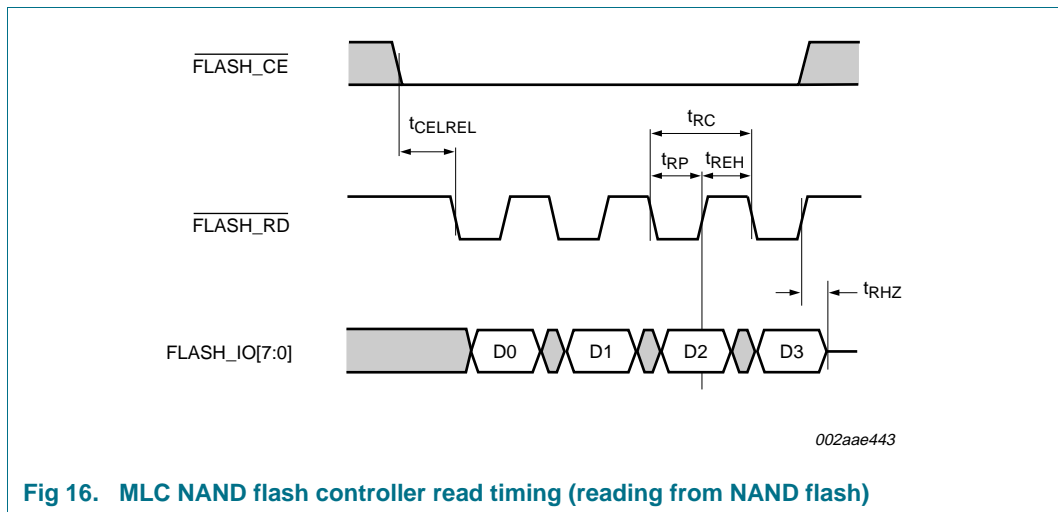 FLASH_CE
tCELREL
tRC
tRP
tREH
FLASH_RD
tRHZ
FLASH_IO[7:0]
D0
D1
D2
D3
002aae443
Fig 16. MLC NAND flash controller read timing (reading from NAND flash)